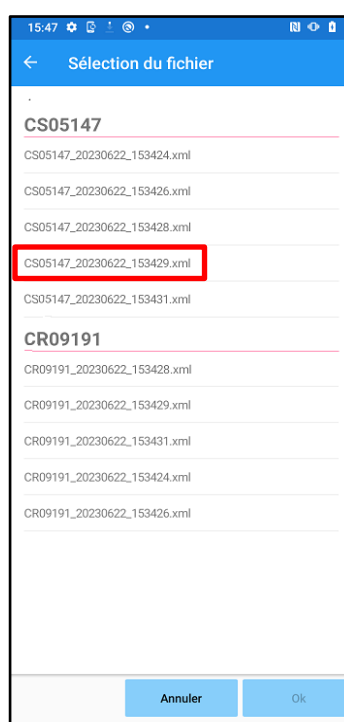 15:47
Sélection du fichier
CS05147
CS05147_20230622_153424.xml
CS05147_20230622_153426.xml
CS05147_20230622_153428.xml
CS05147_20230622_153429.xml
CS05147_20230622_153431.xml
CR09191
CR09191_20230622_153428.xml
CR09191_20230622_153429.xml
CR09191_20230622_153431.xml
CR09191_20230622_153424.xml
CR09191_20230622_153426.xml
Annuler Ok